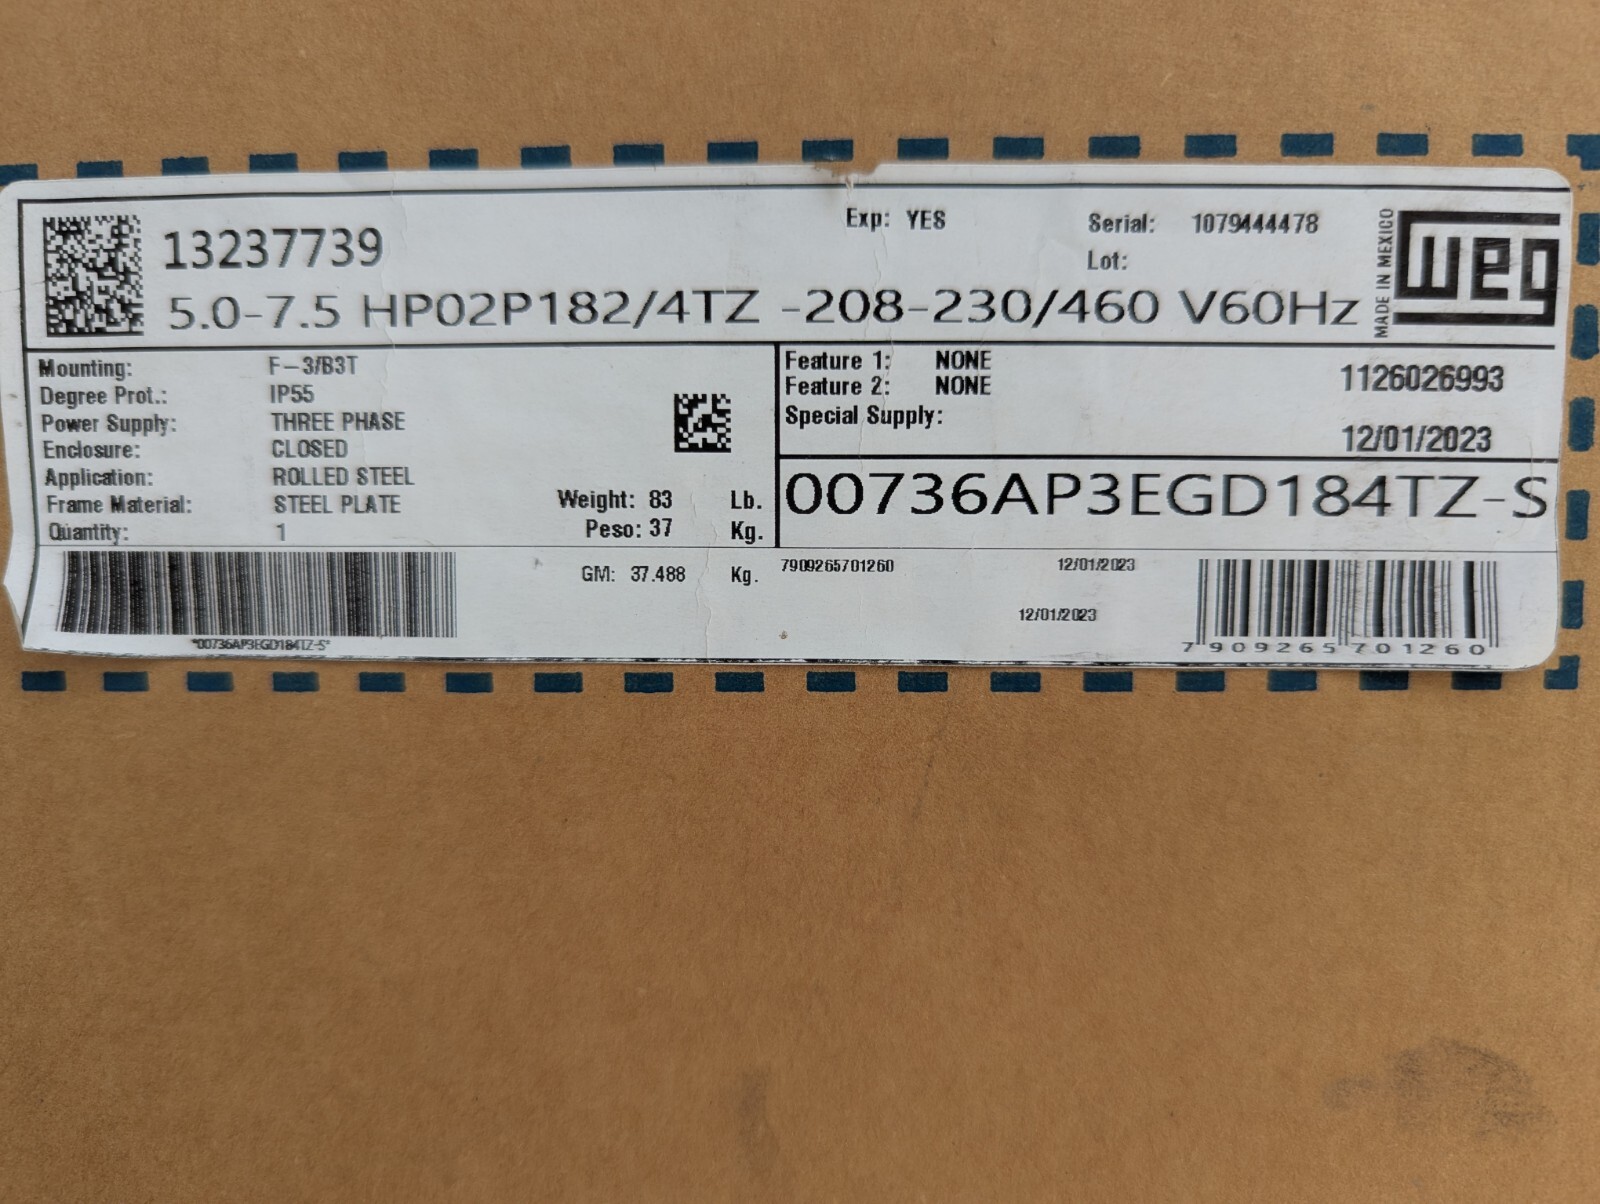 13237739
Exp: YES
Serial: 1079444478
Lot:
5.0-7.5 HP02P182/4TZ -208-230/460 V60Hz
MADE IN MEXICO
WEG
Mounting: F-3/B3T
Degree Prot.: IP55
Power Supply: THREE PHASE
Enclosure: CLOSED
Application: ROLLED STEEL
Frame Material: STEEL PLATE
Quantity: 1
Weight: 83 Lb.
Peso: 37 Kg.
Feature 1: NONE
Feature 2: NONE
Special Supply:
1126026993
12/01/2023
00736AP3EGD184TZ-S
GM: 37.488 Kg.
7909265701260
12/01/2023
12/01/2023
*00736AP3EGD184TZ-S*
7 909265 701260